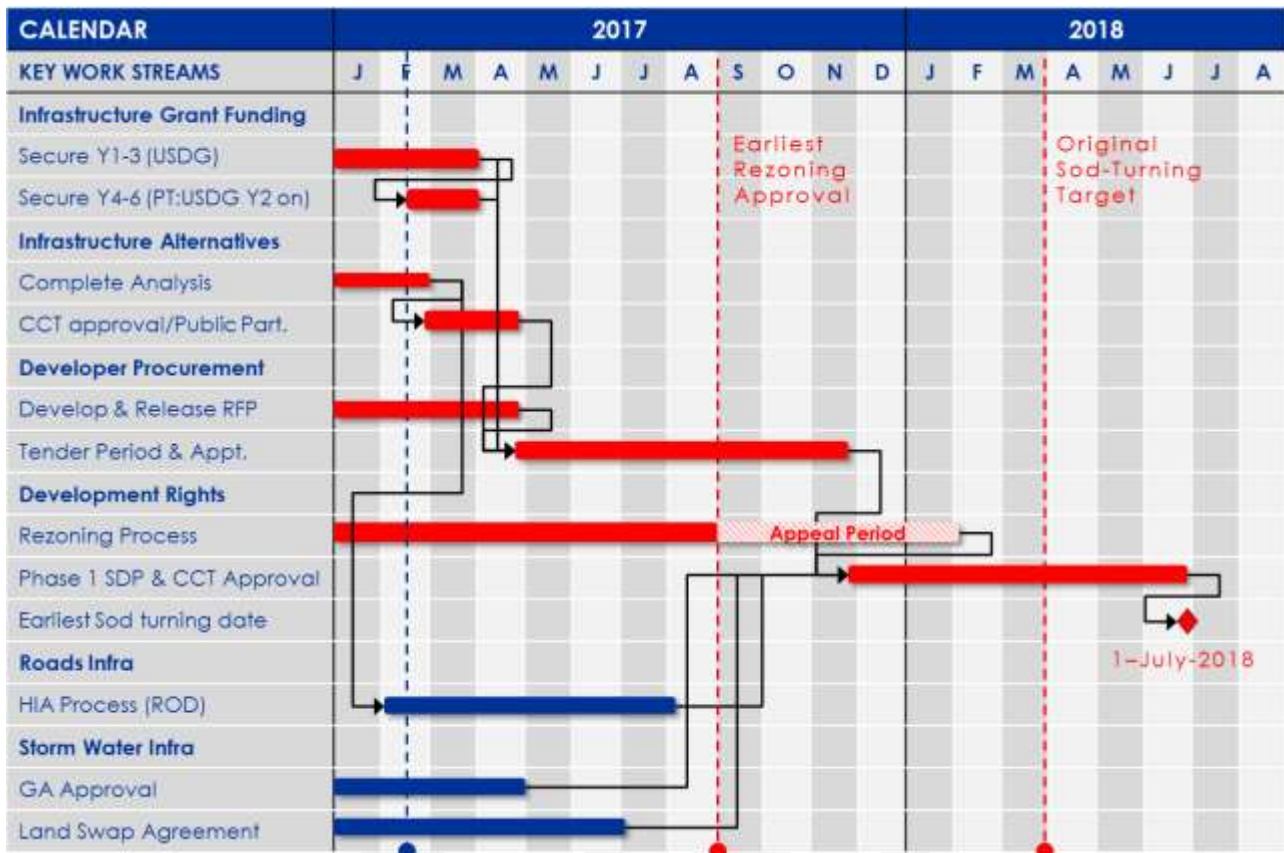 CALENDAR 2017 2018
KEY WORK STREAMS J F M A M J J A S O N D J F M A M J J A
Infrastructure Grant Funding
Secure Y1-3 (USDG)
Earliest
Rezoning
Approval
Original
Sod-Turning
Target
Secure Y4-6 (PT:USDG Y2 on)
Infrastructure Alternatives
Complete Analysis
CCT approval/Public Part.
Developer Procurement
Develop & Release RFP
Tender Period & Appt.
Development Rights
Rezoning Process Appeal Period
Phase 1 SDP & CCT Approval
Earliest Sod turning date
1-July-2018
Roads Infra
HIA Process (ROD)
Storm Water Infra
GA Approval
Land Swap Agreement